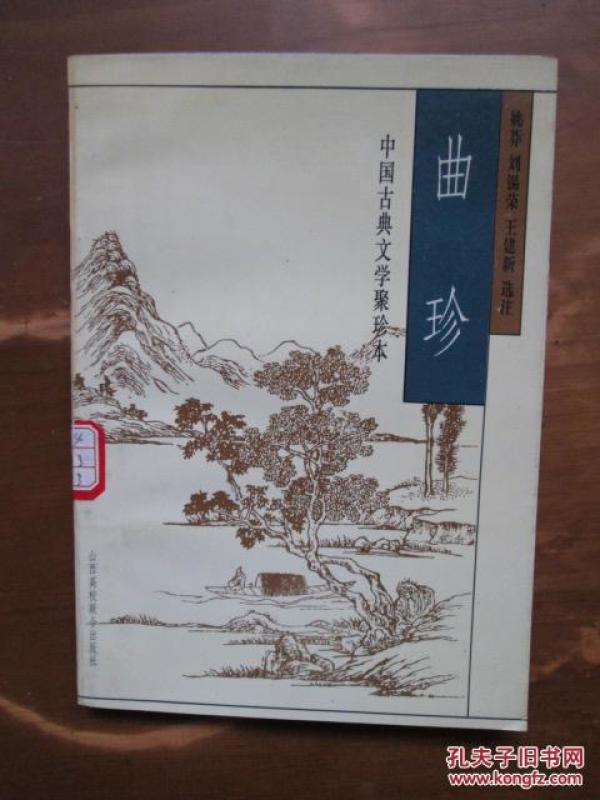 姚莽 刘锡荣 王建新 选注
曲珍
中国古典文学聚珍本
山西高校联合出版社
3
3
孔夫子旧书网
www.kongfz.com